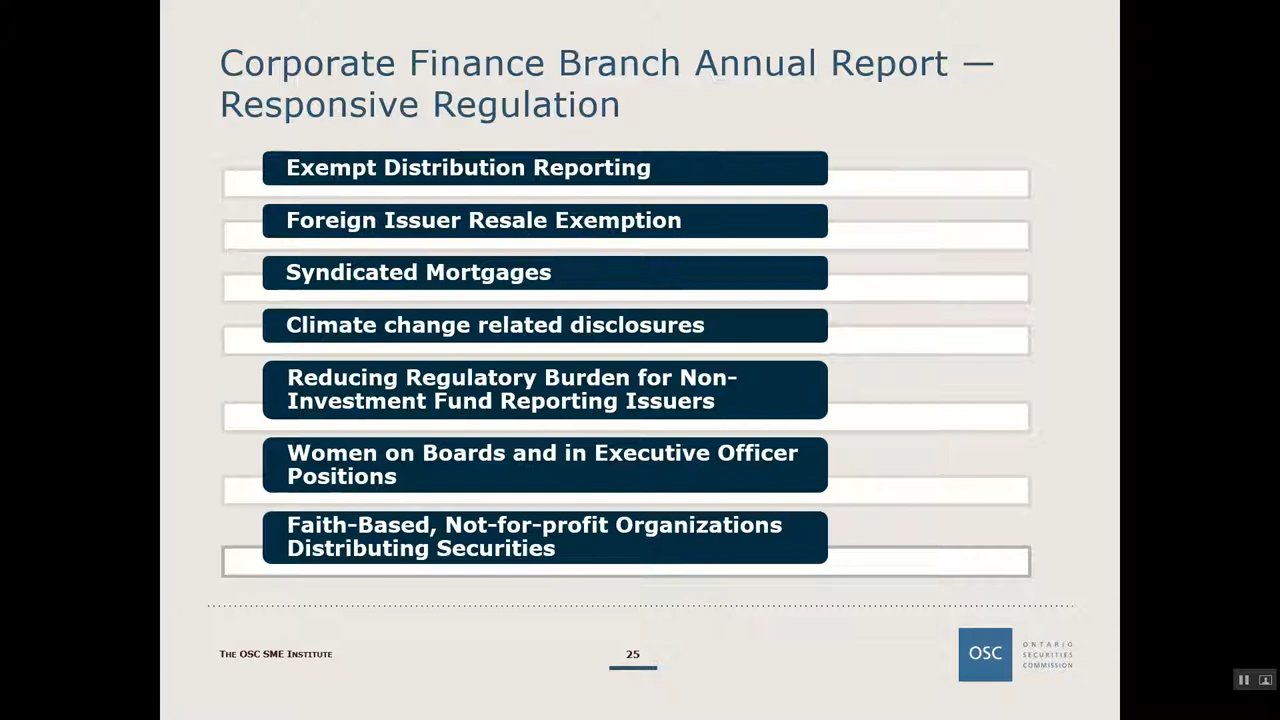 Corporate Finance Branch Annual Report —
Responsive Regulation
Exempt Distribution Reporting
Foreign Issuer Resale Exemption
Syndicated Mortgages
Climate change related disclosures
Reducing Regulatory Burden for Non-
Investment Fund Reporting Issuers
Women on Boards and in Executive Officer
Positions
Faith-Based, Not-for-profit Organizations
Distributing Securities
THE OSC SME INSTITUTE
25
OSC
ONTARIO
SECURITIES
COMMISSION